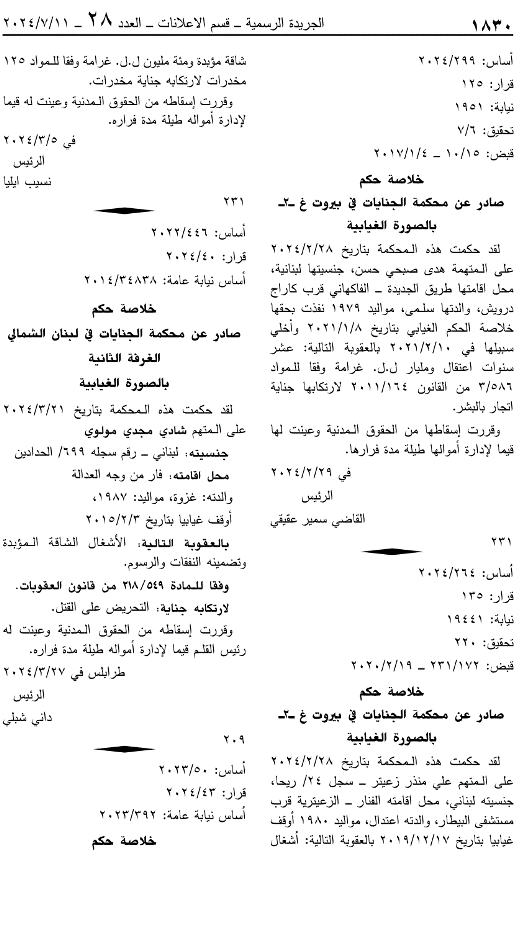 ١٨٣٠
الجريدة الرسمية ـ قسم الاعلانات ـ العدد ٢٨ ـ ٢٠٢٤/٧/١١
أساس: ٢٠٢٤/٢٩٩
قرار: ١٢٥
نيابة: ١٩٥١
تحقيق: ٧/٦
قبض: ١٠/١٥ ـ ٢٠١٧/١/٤
خلاصة حكم
صادر عن محكمة الجنايات في بيروت غ ـ٢ـ
بالصورة الغيابية
لقد حكمت هذه المحكمة بتاريخ ٢٠٢٤/٢/٢٨
على المتهمة هدى صبحي حسن، جنسيتها لبنانية،
محل اقامتها طريق الجديدة ـ الفاكهاني قرب كاراج
درويش، والدتها سلمى، مواليد ١٩٧٩ نفذت بحقها
خلاصة الحكم الغيابي بتاريخ ٢٠٢١/١/٨ وأخلي
سبيلها في ٢٠٢١/٢/١٠ بالعقوبة التالية: عشر
سنوات اعتقال ومليار ل.ل. غرامة وفقا للمواد
٣/٥٨٦ من القانون ٢٠١١/١٦٤ لارتكابها جناية
اتجار بالبشر.
وقررت إسقاطها من الحقوق المدنية وعينت لها
قيما لإدارة أموالها طيلة مدة فرارها.
في ٢٠٢٤/٢/٢٩
الرئيس
القاضي سمير عقيقي
٢٣١
أساس: ٢٠٢٤/٢٦٤
قرار: ١٣٥
نيابة: ١٩٤٤١
تحقيق: ٢٢٠
قبض: ٢٣١/١٧٢ ـ ٢٠٢٠/٢/١٩
خلاصة حكم
صادر عن محكمة الجنايات في بيروت غ ـ٢ـ
بالصورة الغيابية
لقد حكمت هذه المحكمة بتاريخ ٢٠٢٤/٢/٢٨
على المتهم علي منذر زعيتر ـ سجل ٢٤/ ريحا،
جنسيته لبناني، محل اقامته الفنار ـ الزعيترية قرب
مستشفى البيطار، والدته اعتدال، مواليد ١٩٨٠ أوقف
غيابيا بتاريخ ٢٠١٩/١٢/١٧ بالعقوبة التالية: أشغال
شاقة مؤبدة ومئة مليون ل.ل. غرامة وفقا للمواد ١٢٥
مخدرات لارتكابه جناية مخدرات.
وقررت إسقاطه من الحقوق المدنية وعينت له قيما
لإدارة أمواله طيلة مدة فراره.
في ٢٠٢٤/٣/٥
الرئيس
نسيب ايليا
٢٣١
أساس: ٢٠٢٢/٤٤٦
قرار: ٢٠٢٤/٤٠
أساس نيابة عامة: ٢٠١٤/٣٤٨٣٨
خلاصة حكم
صادر عن محكمة الجنايات في لبنان الشمالي
الغرفة الثانية
بالصورة الغيابية
لقد حكمت هذه المحكمة بتاريخ ٢٠٢٤/٣/٢١
على المتهم شادي مجدي مولوي
جنسيته: لبناني ـ رقم سجله ٦٩٩/ الحدادين
محل اقامته: فار من وجه العدالة
والدته: غزوة، مواليد: ١٩٨٧،
أوقف غيابيا بتاريخ ٢٠١٥/٢/٣
بالعقوبة التالية: الأشغال الشاقة المؤبدة
وتضمينه النفقات والرسوم.
وفقا للمادة ٢١٨/٥٤٩ من قانون العقوبات.
لارتكابه جناية: التحريض على القتل.
وقررت إسقاطه من الحقوق المدنية وعينت له
رئيس القلم قيما لإدارة أمواله طيلة مدة فراره.
طرابلس في ٢٠٢٤/٣/٢٧
الرئيس
داني شبلي
٢٠٩
أساس: ٢٠٢٣/٥٠
قرار: ٢٠٢٤/٤٣
أساس نيابة عامة: ٢٠٢٣/٣٩٢
خلاصة حكم